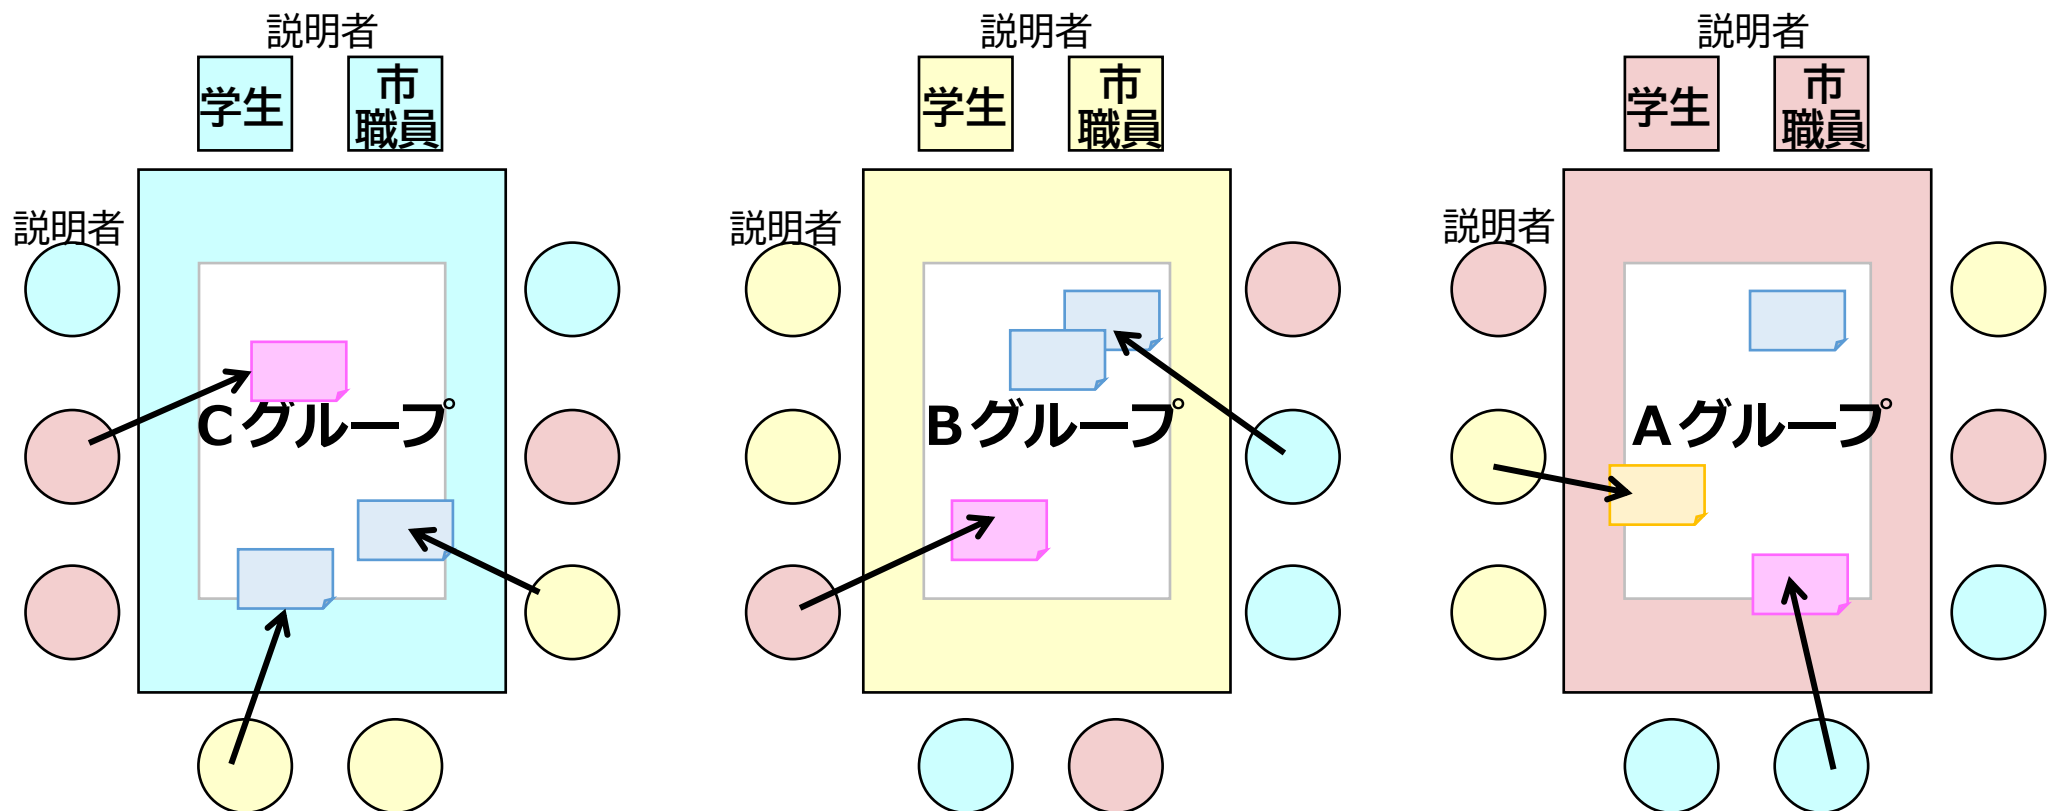 説明者
学生
市
職員
説明者
Cグループ
説明者
学生
市
職員
説明者
Bグループ
説明者
学生
市
職員
説明者
Aグループ